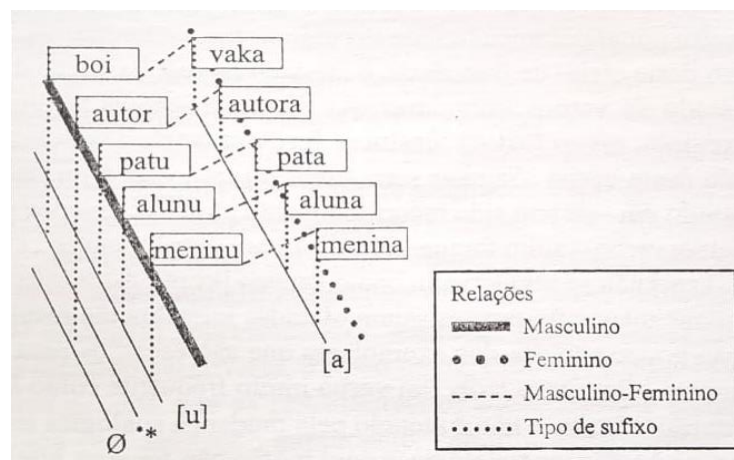 boi
vaka
autor
autora
patu
pata
alunu
aluna
meninu
menina
[a]
[u]
*
Ø
Relações
Masculino
Feminino
Masculino-Feminino
Tipo de sufixo